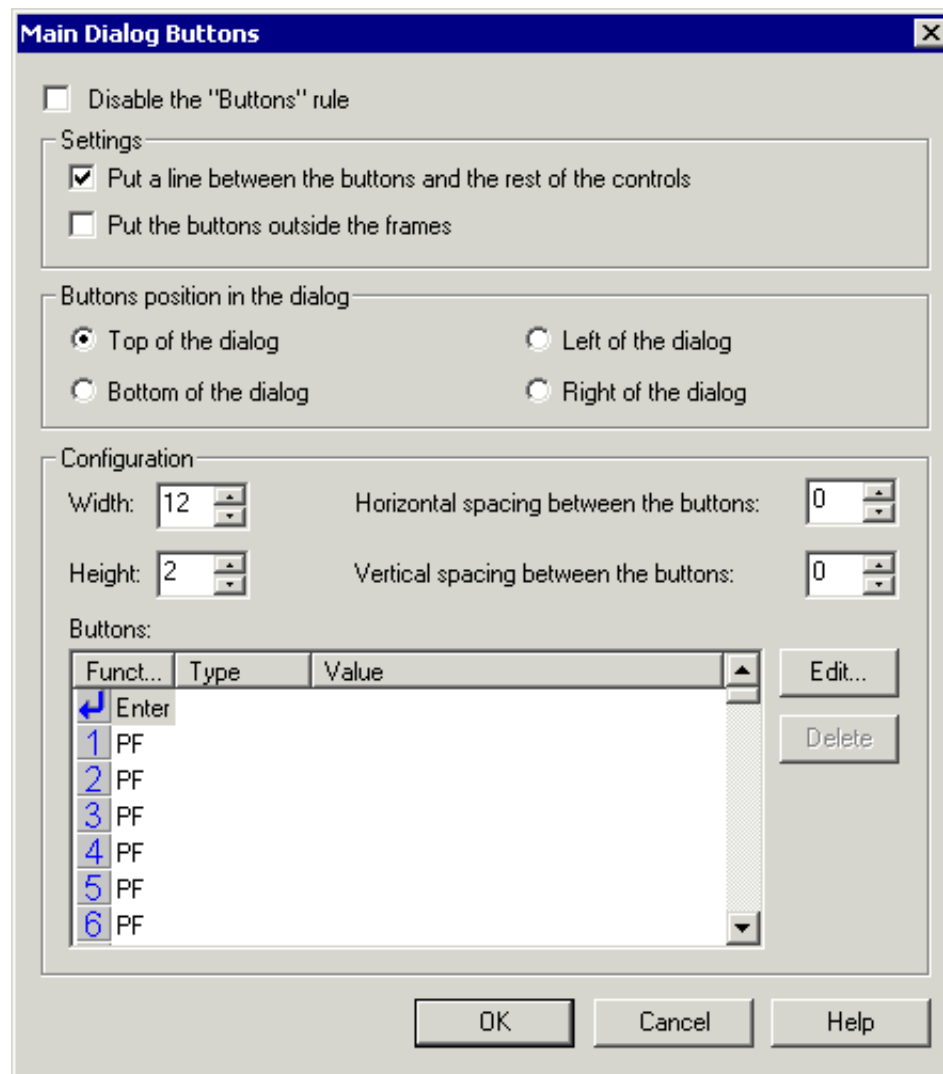 Main Dialog Buttons
Disable the "Buttons" rule
Settings
Put a line between the buttons and the rest of the controls
Put the buttons outside the frames
Buttons position in the dialog
Top of the dialog Left of the dialog
Bottom of the dialog Right of the dialog
Configuration
Width: 12 Horizontal spacing between the buttons: 0
Height: 2 Vertical spacing between the buttons: 0
Buttons:
Funct... Type Value Edit...
Enter
1 PF Delete
2 PF
3 PF
4 PF
5 PF
6 PF
OK Cancel Help